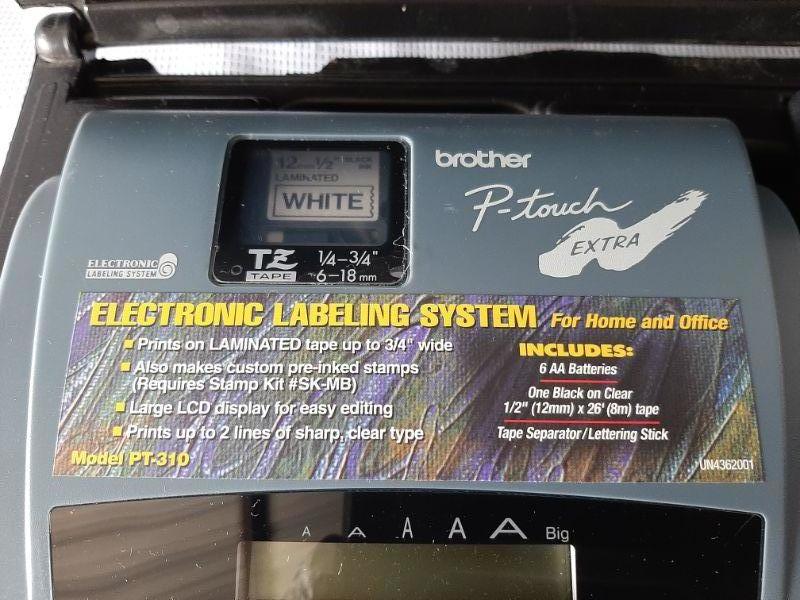 12mm 1/2" BLACK INK
LAMINATED
WHITE
TZ 1/4-3/4"
TAPE 6-18mm
brother
P-touch
EXTRA
ELECTRONIC
LABELING SYSTEM
ELECTRONIC LABELING SYSTEM For Home and Office
Prints on LAMINATED tape up to 3/4" wide
Also makes custom pre-inked stamps
(Requires Stamp Kit #SK-MB)
Large LCD display for easy editing
Prints up to 2 lines of sharp, clear type
Model PT-310
INCLUDES:
6 AA Batteries
One Black on Clear
1/2" (12mm) x 26' (8m) tape
Tape Separator/Lettering Stick
UN4362001
A A A A A Big